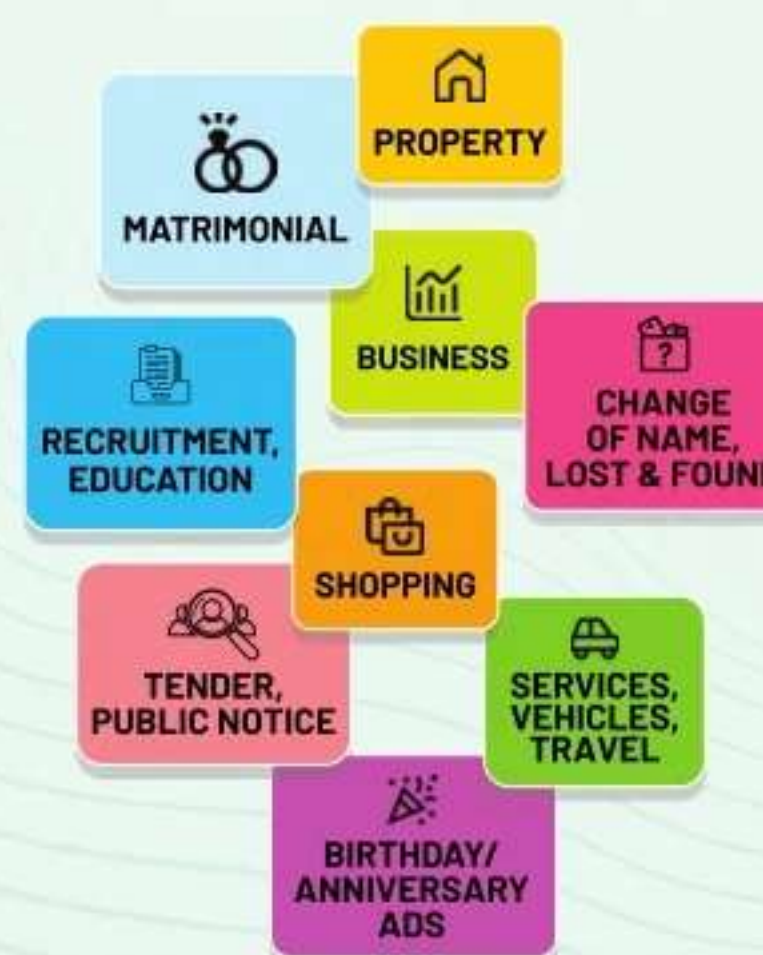 PROPERTY
MATRIMONIAL
BUSINESS
?
CHANGE
OF NAME,
LOST & FOUN
RECRUITMENT,
EDUCATION
SHOPPING
TENDER,
PUBLIC NOTICE
SERVICES,
VEHICLES,
TRAVEL
BIRTHDAY/
ANNIVERSARY
ADS